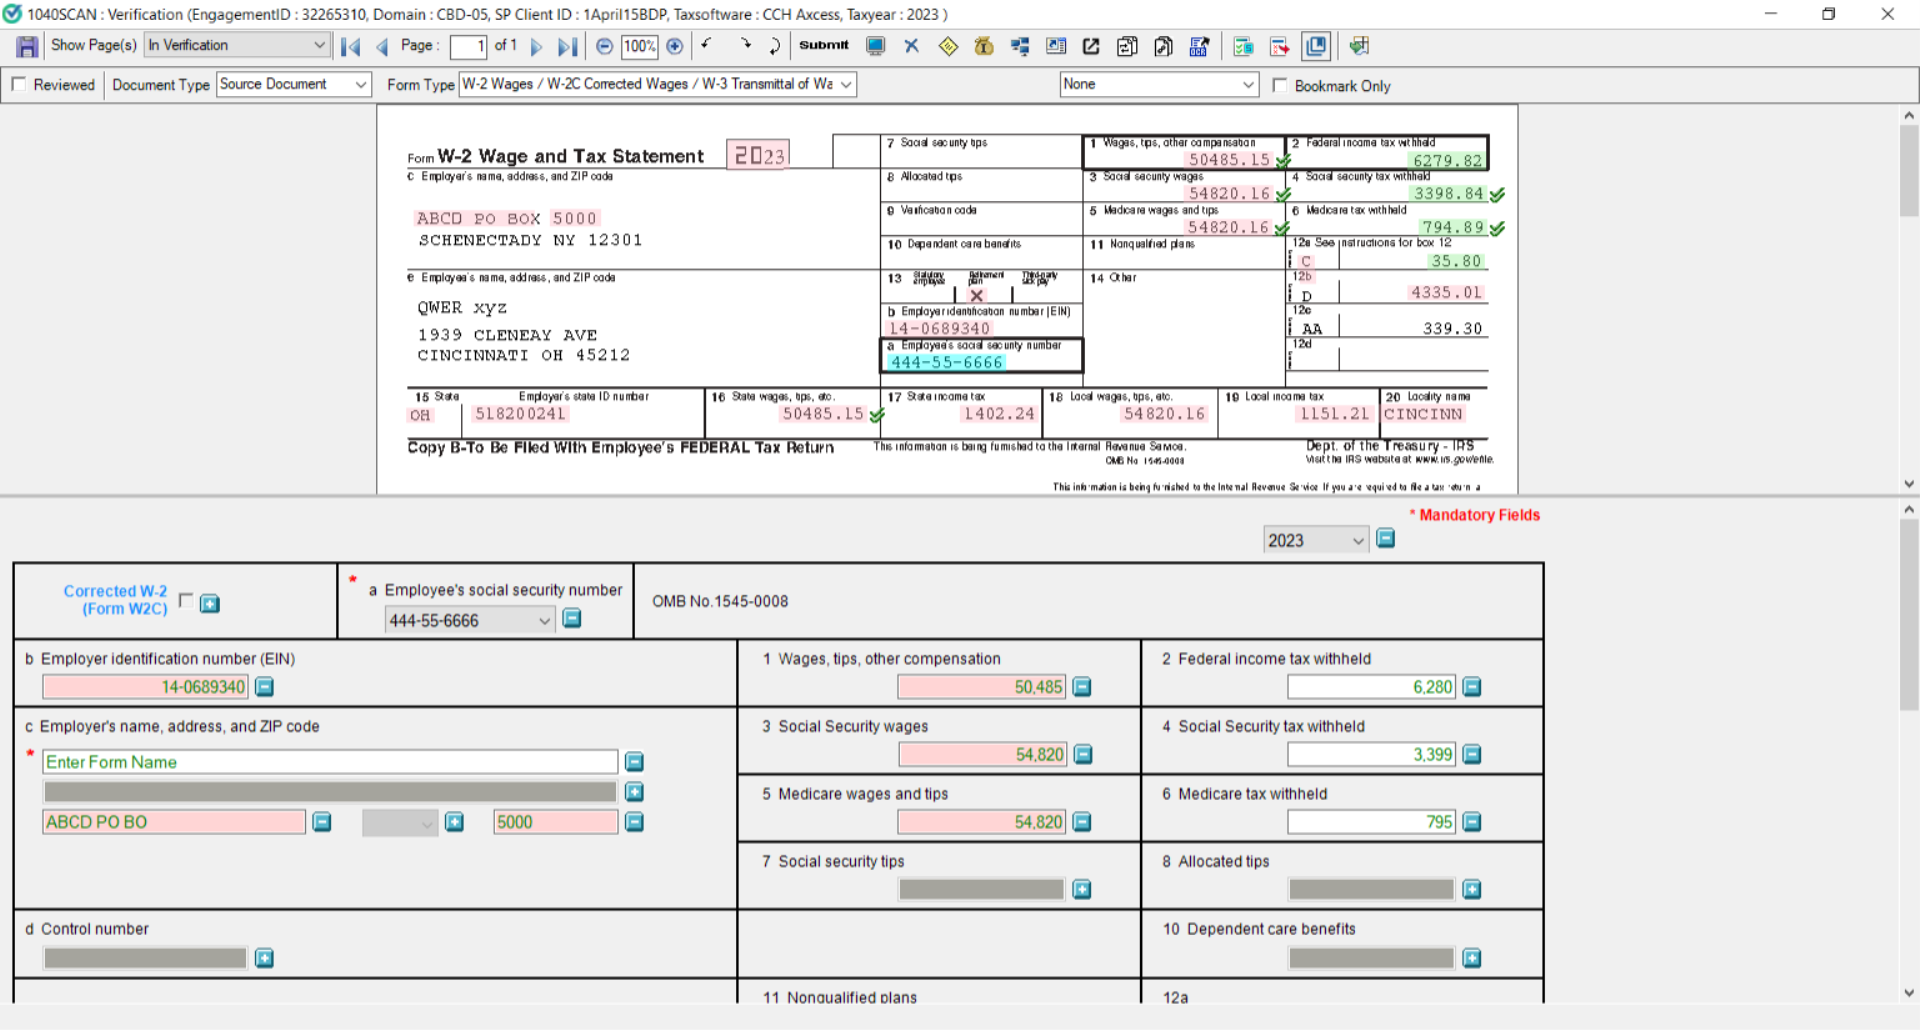 1040SCAN : Verification (EngagementID : 32265310, Domain : CBD-05, SP Client ID : 1April15BDP, Taxsoftware : CCH Axcess, Taxyear : 2023 )
Show Page(s) In Verification Page : 1 of 1 100% Submit
Reviewed Document Type Source Document Form Type W-2 Wages / W-2C Corrected Wages / W-3 Transmittal of Wa None Bookmark Only
Form W-2 Wage and Tax Statement 2023
7 Social security tips
1 Wages, tips, other compensation
50485.15
2 Federal income tax withheld
6279.82
c Employer's name, address, and ZIP code
8 Allocated tips
3 Social security wages
54820.16
4 Social security tax withheld
3398.84
ABCD PO BOX 5000
SCHENECTADY NY 12301
9 Verification code
5 Medicare wages and tips
54820.16
6 Medicare tax withheld
794.89
10 Dependent care benefits
11 Nonqualified plans
12a See instructions for box 12
C 35.80
e Employee's name, address, and ZIP code
13 Statutory employee Retirement plan Third-party sick pay
X
14 Other
12b
D 4335.01
QWER xyz
1939 CLENEAY AVE
CINCINNATI OH 45212
b Employer identification number (EIN)
14-0689340
12c
AA 339.30
a Employee's social security number
444-55-6666
12d
15 State Employer's state ID number
OH 518200241
16 State wages, tips, etc.
50485.15
17 State income tax
1402.24
18 Local wages, tips, etc.
54820.16
19 Local income tax
1151.21
20 Locality name
CINCINN
Copy B-To Be Filed With Employee's FEDERAL Tax Return
This information is being furnished to the Internal Revenue Service.
OMB No 1545-0008
Dept. of the Treasury - IRS
Visit the IRS website at www.irs.gov/efile.
This information is being furnished to the Internal Revenue Service If you are required to file a tax return a
* Mandatory Fields
2023
Corrected W-2
(Form W2C)
* a Employee's social security number
444-55-6666
OMB No.1545-0008
b Employer identification number (EIN)
14-0689340
1 Wages, tips, other compensation
50,485
2 Federal income tax withheld
6,280
c Employer's name, address, and ZIP code
* Enter Form Name
ABCD PO BO 5000
3 Social Security wages
54,820
4 Social Security tax withheld
3,399
5 Medicare wages and tips
54,820
6 Medicare tax withheld
795
7 Social security tips
8 Allocated tips
d Control number
10 Dependent care benefits
11 Nonqualified plans
12a